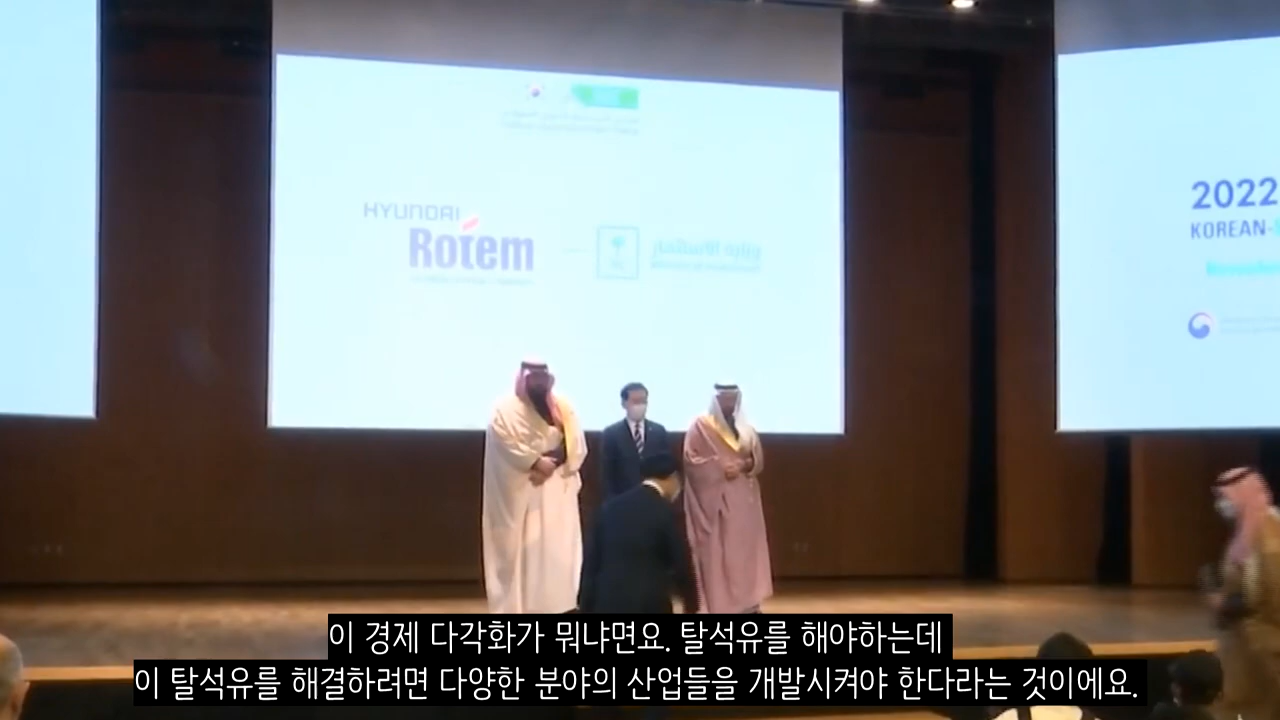 HYUNDAI
Rotem
وزارة الاستثمار
2022
KOREAN-
이 경제 다각화가 뭐냐면요. 탈석유를 해야하는데
이 탈석유를 해결하려면 다양한 분야의 산업들을 개발시켜야 한다라는 것이에요.